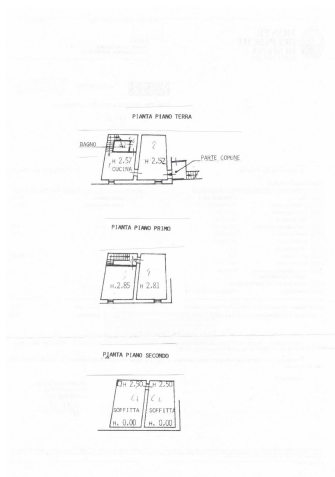 PIANTA PIANO TERRA
BAGNO
H 2.57
CUCINA
H 2.52
PARTE COMUNE
PIANTA PIANO PRIMO
H.2.85
H 2.83
PIANTA PIANO SECONDO
H 2.50
H 2.50
SOFFITTA
SOFFITTA
H. 0.00
H. 0.00